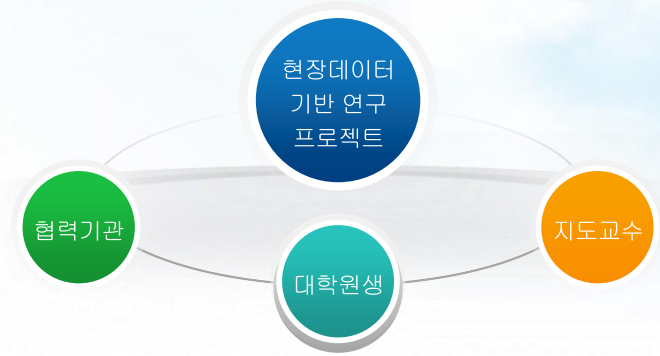 현장데이터
기반 연구
프로젝트
협력기관
지도교수
대학원생